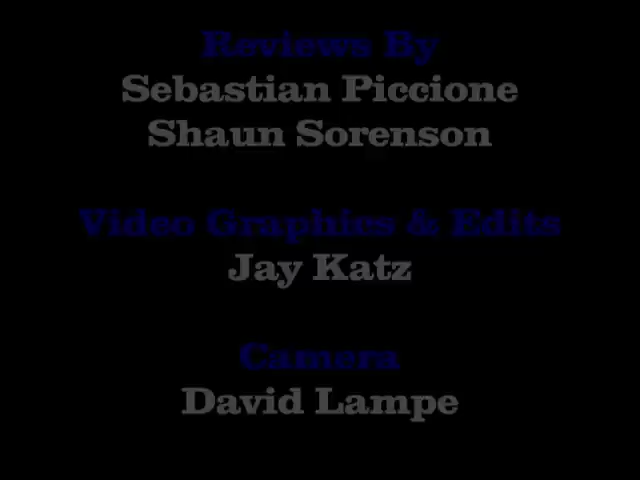 Reviews By
Sebastian Piccione
Shaun Sorenson
Video Graphics & Edits
Jay Katz
Camera
David Lampe